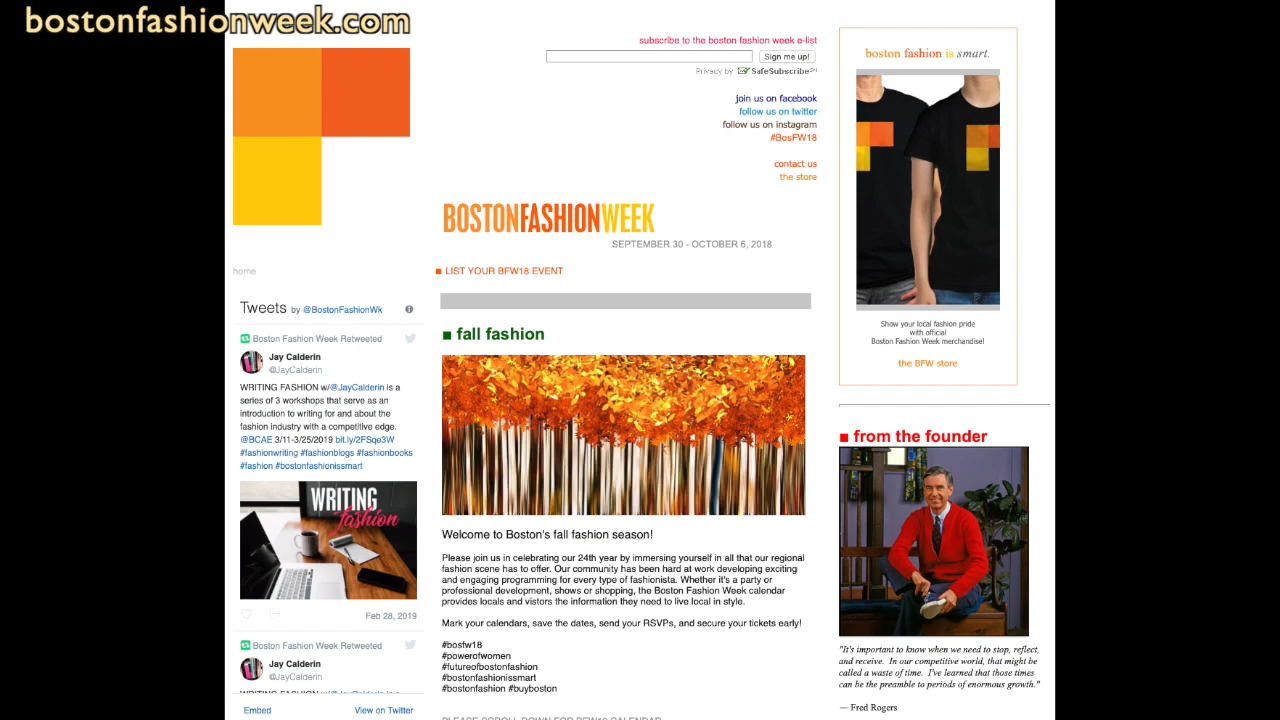 bostonfashionweek.com
subscribe to the boston fashion week e-list
Sign me up!
Privacy by SafeSubscribe SM
join us on facebook
follow us on twitter
follow us on instagram
#BosFW18
contact us
the store
BOSTONFASHIONWEEK
SEPTEMBER 30 - OCTOBER 6, 2018
home
■ LIST YOUR BFW18 EVENT
Tweets by @BostonFashionWk
Boston Fashion Week Retweeted
Jay Calderin
@JayCalderin
WRITING FASHION w/@JayCalderin is a
series of 3 workshops that serve as an
introduction to writing for and about the
fashion industry with a competitive edge.
@BCAE 3/11-3/25/2019 bit.ly/2FSqe3W
#fashionwriting #fashionblogs #fashionbooks
#fashion #bostonfashionissmart
WRITING
fashion
Feb 28, 2019
Boston Fashion Week Retweeted
Jay Calderin
@JayCalderin
WRITING FASHION w/@JayCalderin is a
Embed
View on Twitter
■ fall fashion
Welcome to Boston's fall fashion season!
Please join us in celebrating our 24th year by immersing yourself in all that our regional
fashion scene has to offer. Our community has been hard at work developing exciting
and engaging programming for every type of fashionista. Whether it's a party or
professional development, shows or shopping, the Boston Fashion Week calendar
provides locals and vistors the information they need to live local in style.
Mark your calendars, save the dates, send your RSVPs, and secure your tickets early!
#bosfw18
#powerofwomen
#futureofbostonfashion
#bostonfashionissmart
#bostonfashion #buyboston
PLEASE SCROLL DOWN FOR BFW18 CALENDAR
boston fashion is smart.
Show your local fashion pride
with official
Boston Fashion Week merchandise!
the BFW store
■ from the founder
"It's important to know when we need to stop, reflect,
and receive. In our competitive world, that might be
called a waste of time. I've learned that those times
can be the preamble to periods of enormous growth."
— Fred Rogers